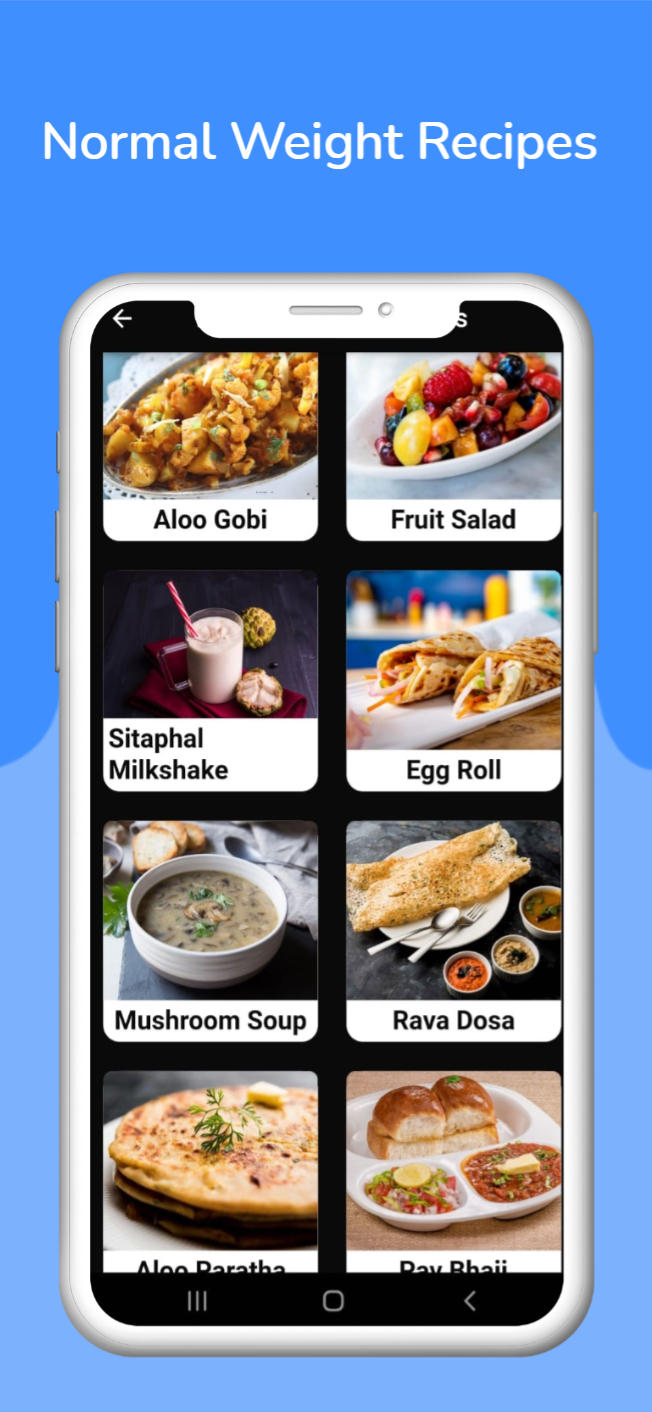 Normal Weight Recipes
Aloo Gobi
Fruit Salad
Sitaphal
Milkshake
Egg Roll
Mushroom Soup
Rava Dosa
Aloo Paratha
Pav Bhaji